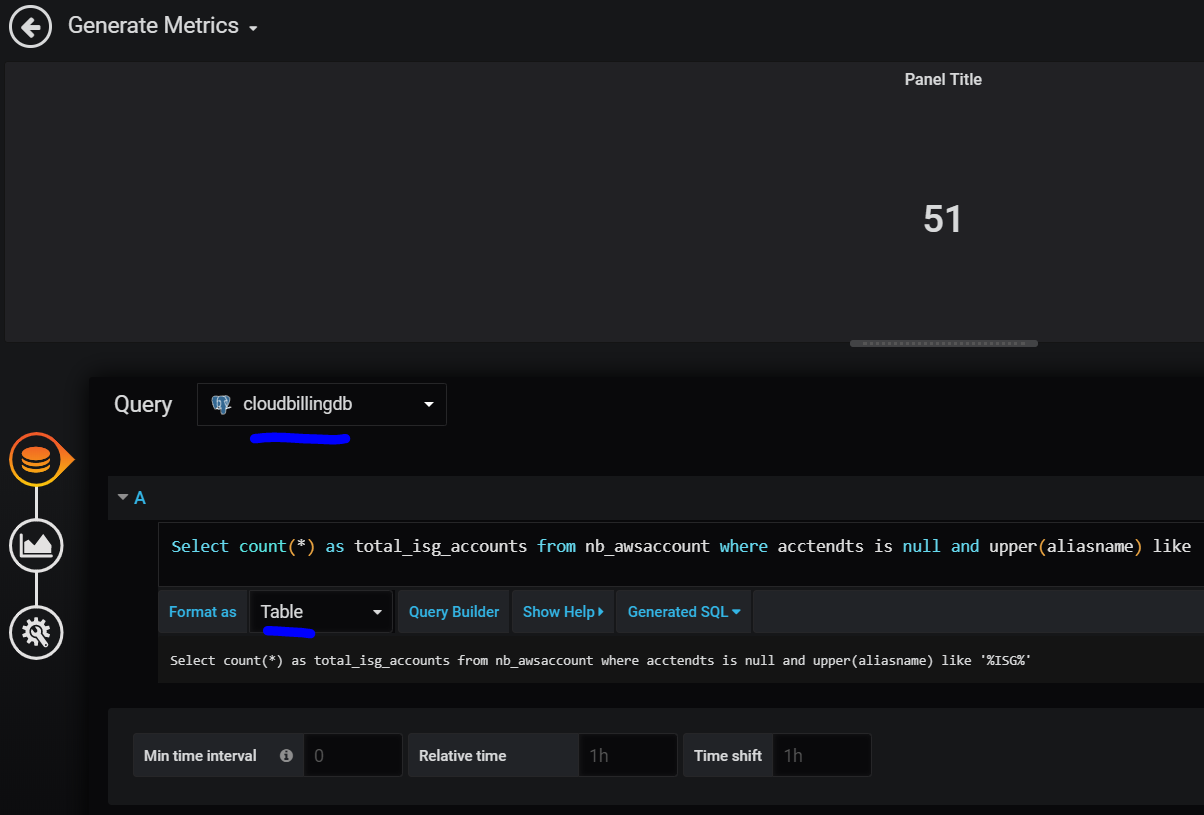 Generate Metrics
Panel Title
51
Query
cloudbillingdb
A
Select count(*) as total_isg_accounts from nb_awsaccount where acctendts is null and upper(aliasname) like
Format as Table Query Builder Show Help Generated SQL
Select count(*) as total_isg_accounts from nb_awsaccount where acctendts is null and upper(aliasname) like '%ISG%'
Min time interval 0 Relative time 1h Time shift 1h